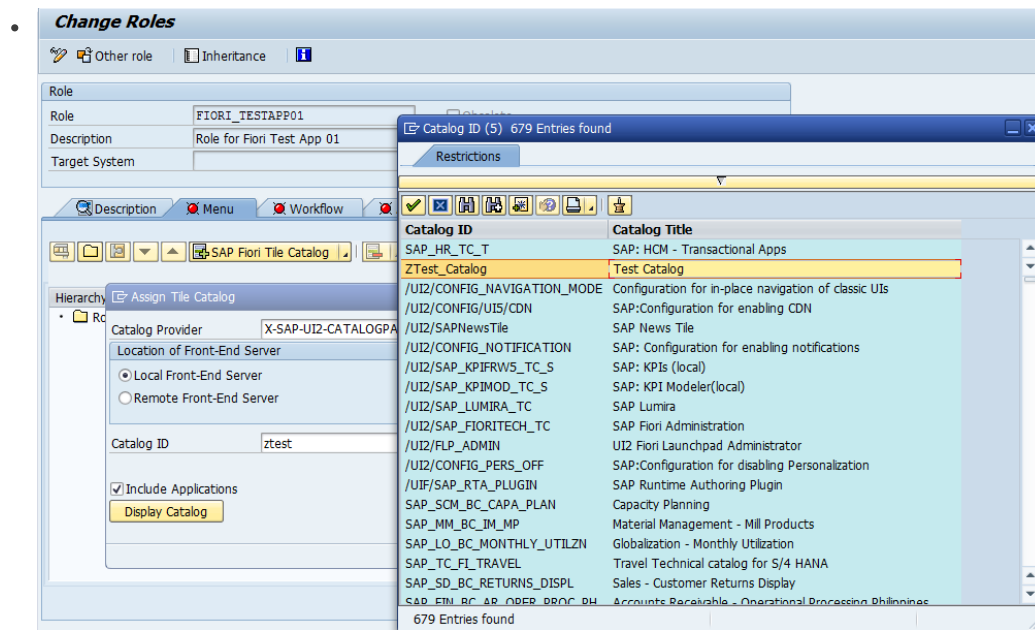 Change Roles
Other role
Inheritance
Role
Role FIORI_TESTAPP01
Description Role for Fiori Test App 01
Target System
Description Menu Workflow
SAP Fiori Tile Catalog
Hierarchy
Assign Tile Catalog
Catalog Provider X-SAP-UI2-CATALOGPA
Location of Front-End Server
Local Front-End Server
Remote Front-End Server
Catalog ID ztest
Include Applications
Display Catalog
Catalog ID (5) 679 Entries found
Restrictions
Catalog ID Catalog Title
SAP_HR_TC_T SAP: HCM - Transactional Apps
ZTest_Catalog Test Catalog
/UI2/CONFIG_NAVIGATION_MODE Configuration for in-place navigation of classic UIs
/UI2/CONFIG/UI5/CDN SAP:Configuration for enabling CDN
/UI2/SAPNewsTile SAP News Tile
/UI2/CONFIG_NOTIFICATION SAP: Configuration for enabling notifications
/UI2/SAP_KPIFRW5_TC_S SAP: KPIs (local)
/UI2/SAP_KPIMOD_TC_S SAP: KPI Modeler(local)
/UI2/SAP_LUMIRA_TC SAP Lumira
/UI2/SAP_FIORITECH_TC SAP Fiori Administration
/UI2/FLP_ADMIN UI2 Fiori Launchpad Administrator
/UI2/CONFIG_PERS_OFF SAP:Configuration for disabling Personalization
/UIF/SAP_RTA_PLUGIN SAP Runtime Authoring Plugin
SAP_SCM_BC_CAPA_PLAN Capacity Planning
SAP_MM_BC_IM_MP Material Management - Mill Products
SAP_LO_BC_MONTHLY_UTILZN Globalization - Monthly Utilization
SAP_TC_FI_TRAVEL Travel Technical catalog for S/4 HANA
SAP_SD_BC_RETURNS_DISPL Sales - Customer Returns Display
SAP_FIN_BC_AR_OPER_PROC_PH Accounts Receivable - Operational Processing Philippines
679 Entries found